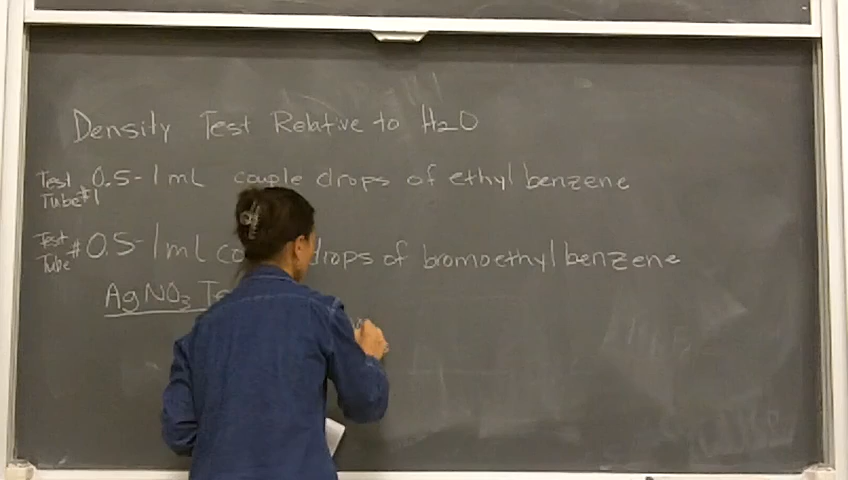 Density Test Relative to H2O
Test Tube #1 0.5-1 mL couple drops of ethyl benzene
Test Tube # 0.5-1 mL drops of bromoethyl benzene
AgNO3